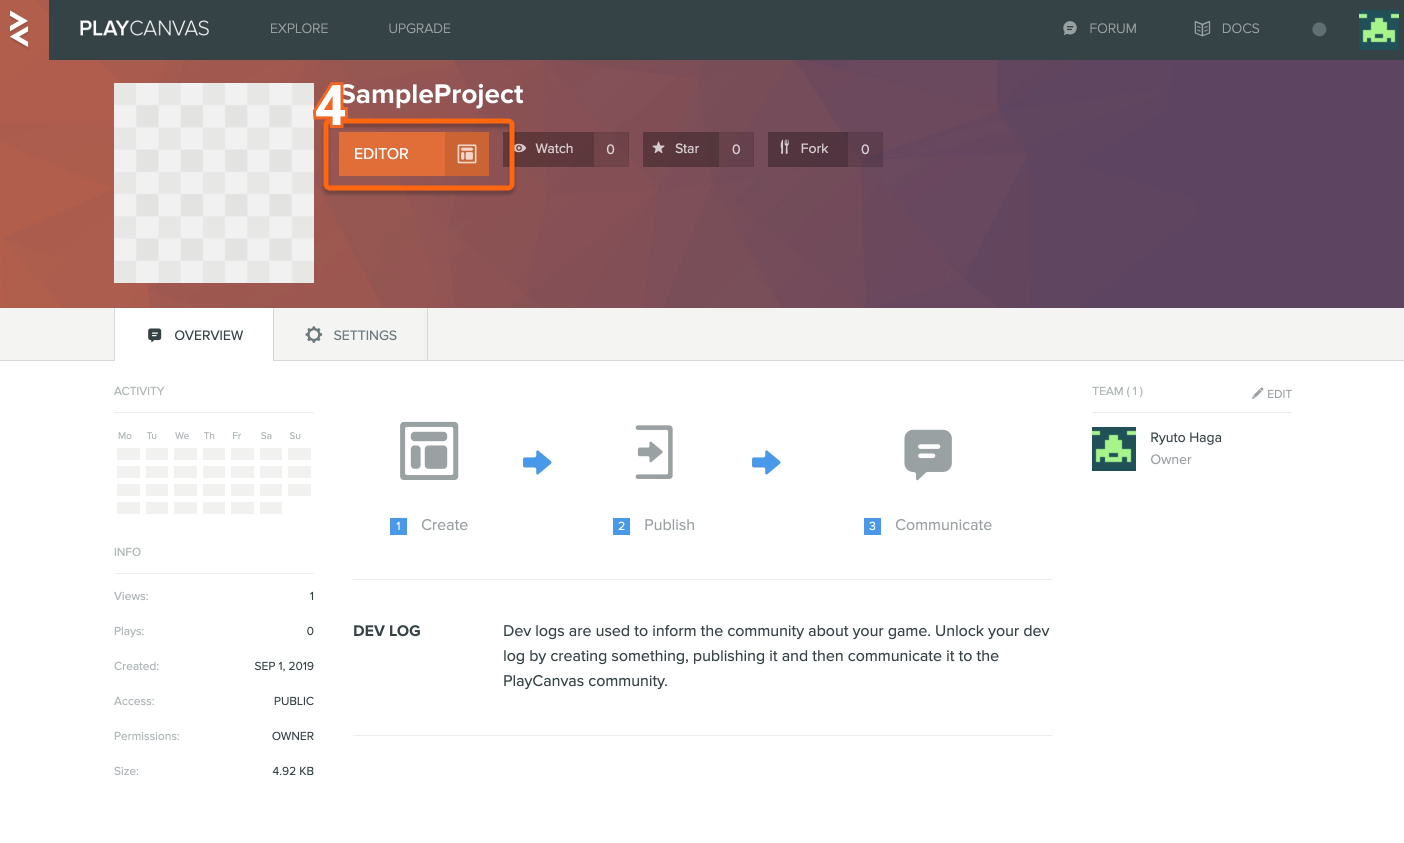 PLAYCANVAS EXPLORE UPGRADE FORUM DOCS
4
SampleProject
EDITOR Watch 0 Star 0 Fork 0
OVERVIEW SETTINGS
ACTIVITY
Mo Tu We Th Fr Sa Su
INFO
Views: 1
Plays: 0
Created: SEP 1, 2019
Access: PUBLIC
Permissions: OWNER
Size: 4.92 KB
1 Create 2 Publish 3 Communicate
DEV LOG
Dev logs are used to inform the community about your game. Unlock your dev
log by creating something, publishing it and then communicate it to the
PlayCanvas community.
TEAM ( 1 ) EDIT
Ryuto Haga
Owner